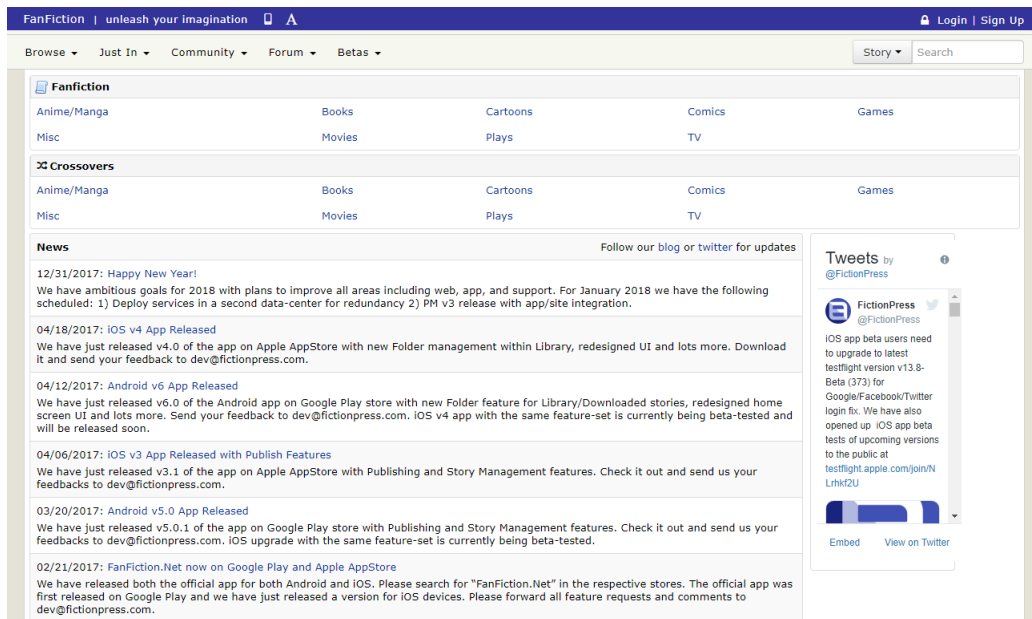 FanFiction | unleash your imagination A Login | Sign Up
Browse Just In Community Forum Betas Story Search
Fanfiction
Anime/Manga Books Cartoons Comics Games
Misc Movies Plays TV
Crossovers
Anime/Manga Books Cartoons Comics Games
Misc Movies Plays TV
News Follow our blog or twitter for updates
12/31/2017: Happy New Year!
We have ambitious goals for 2018 with plans to improve all areas including web, app, and support. For January 2018 we have the following
scheduled: 1) Deploy services in a second data-center for redundancy 2) PM v3 release with app/site integration.
04/18/2017: iOS v4 App Released
We have just released v4.0 of the app on Apple AppStore with new Folder management within Library, redesigned UI and lots more. Download
it and send your feedback to dev@fictionpress.com.
04/12/2017: Android v6 App Released
We have just released v6.0 of the Android app on Google Play store with new Folder feature for Library/Downloaded stories, redesigned home
screen UI and lots more. Send your feedback to dev@fictionpress.com. iOS v4 app with the same feature-set is currently being beta-tested and
will be released soon.
04/06/2017: iOS v3 App Released with Publish Features
We have just released v3.1 of the app on Apple AppStore with Publishing and Story Management features. Check it out and send us your
feedbacks to dev@fictionpress.com.
03/20/2017: Android v5.0 App Released
We have just released v5.0.1 of the app on Google Play store with Publishing and Story Management features. Check it out and send us your
feedbacks to dev@fictionpress.com. iOS upgrade with the same feature-set is currently being beta-tested.
02/21/2017: FanFiction.Net now on Google Play and Apple AppStore
We have released both the official app for both Android and iOS. Please search for “FanFiction.Net” in the respective stores. The official app was
first released on Google Play and we have just released a version for iOS devices. Please forward all feature requests and comments to
dev@fictionpress.com.
Tweets by
@FictionPress
FictionPress
@FictionPress
iOS app beta users need
to upgrade to latest
testflight version v13.8-
Beta (373) for
Google/Facebook/Twitter
login fix. We have also
opened up iOS app beta
tests of upcoming versions
to the public at
testflight.apple.com/join/N
Lrhkf2U
Embed View on Twitter